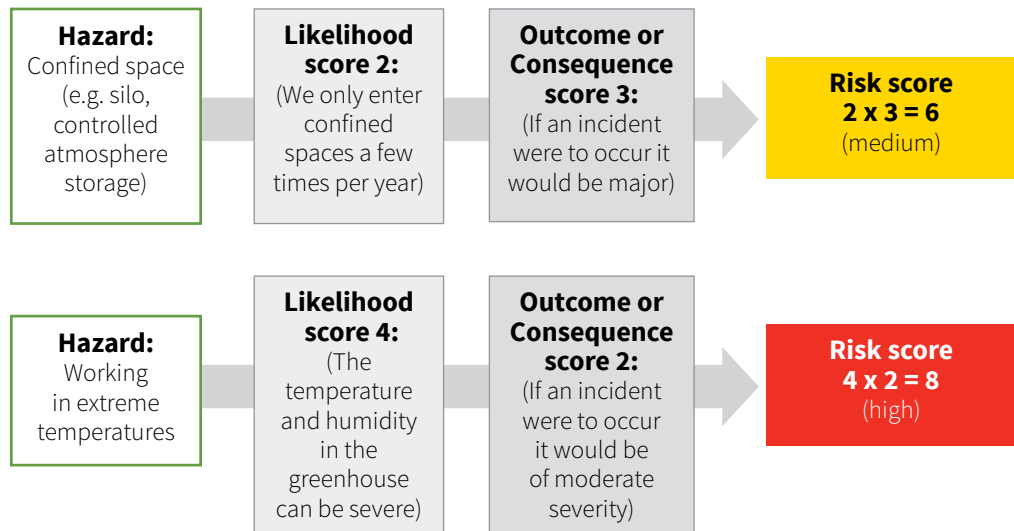 Hazard:
Confined space
(e.g. silo,
controlled
atmosphere
storage)
Likelihood
score 2:
(We only enter
confined
spaces a few
times per year)
Outcome or
Consequence
score 3:
(If an incident
were to occur it
would be major)
Risk score
2 x 3 = 6
(medium)
Hazard:
Working
in extreme
temperatures
Likelihood
score 4:
(The
temperature
and humidity
in the
greenhouse
can be severe)
Outcome or
Consequence
score 2:
(If an incident
were to occur
it would be
of moderate
severity)
Risk score
4 x 2 = 8
(high)